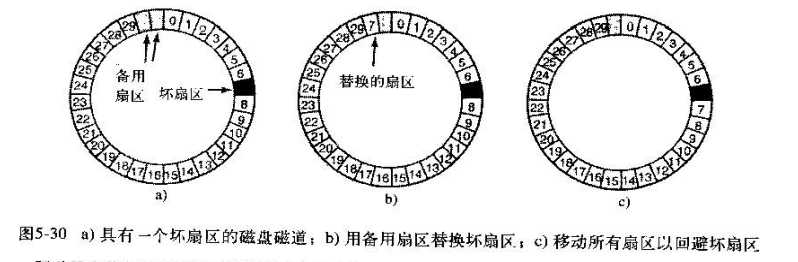 29 0 1 2 3 4 5 6 8 9 10 11 12 13 14 15 16 17 18 19 20 21 22 23 24 25 26 27 28
备用
扇区
坏扇区
a)
29 7 0 1 2 3 4 5 6 8 9 10 11 12 13 14 15 16 17 18 19 20 21 22 23 24 25 26 27 28
替换的扇区
b)
29 0 1 2 3 4 5 6 7 8 9 10 11 12 13 14 15 16 17 18 19 20 21 22 23 24 25 26 27 28
c)
图5-30 a) 具有一个坏扇区的磁盘磁道；b) 用备用扇区替换坏扇区；c) 移动所有扇区以回避坏扇区